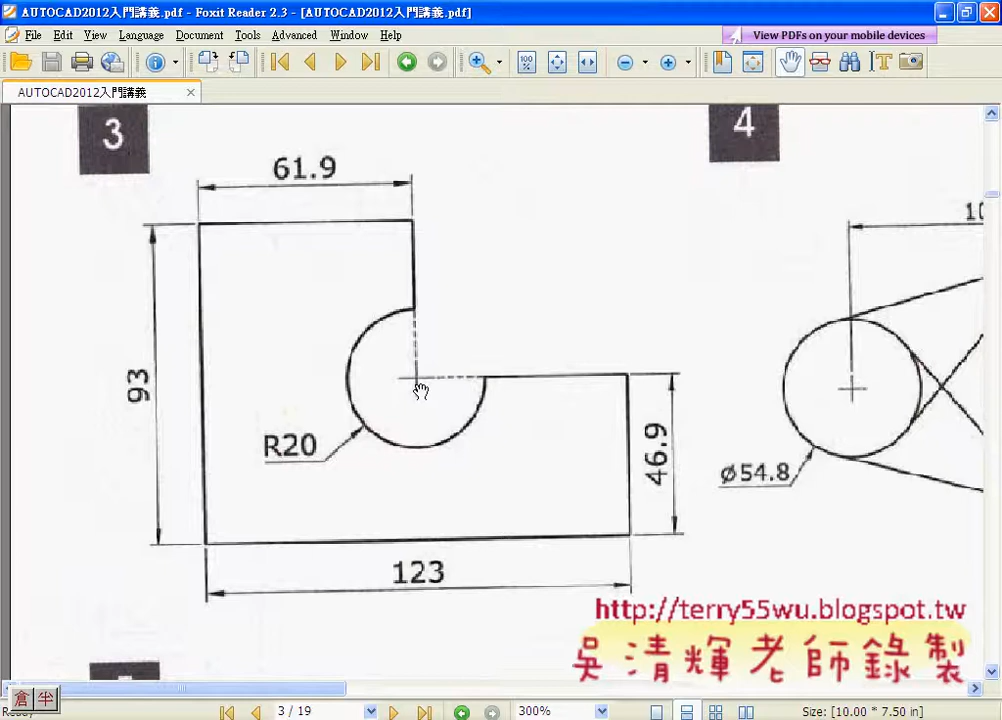 AUTOCAD2012入門講義.pdf - Foxit Reader 2.3 - [AUTOCAD2012入門講義.pdf]
File Edit View Language Document Tools Advanced Window Help
View PDFs on your mobile devices
AUTOCAD2012入門講義
3
4
61.9
93
R20
46.9
123
10
ø54.8
http://terry55wu.blogspot.tw
吳清輝老師錄製
倉 半
3 / 19
300%
Size: [10.00 * 7.50 in]